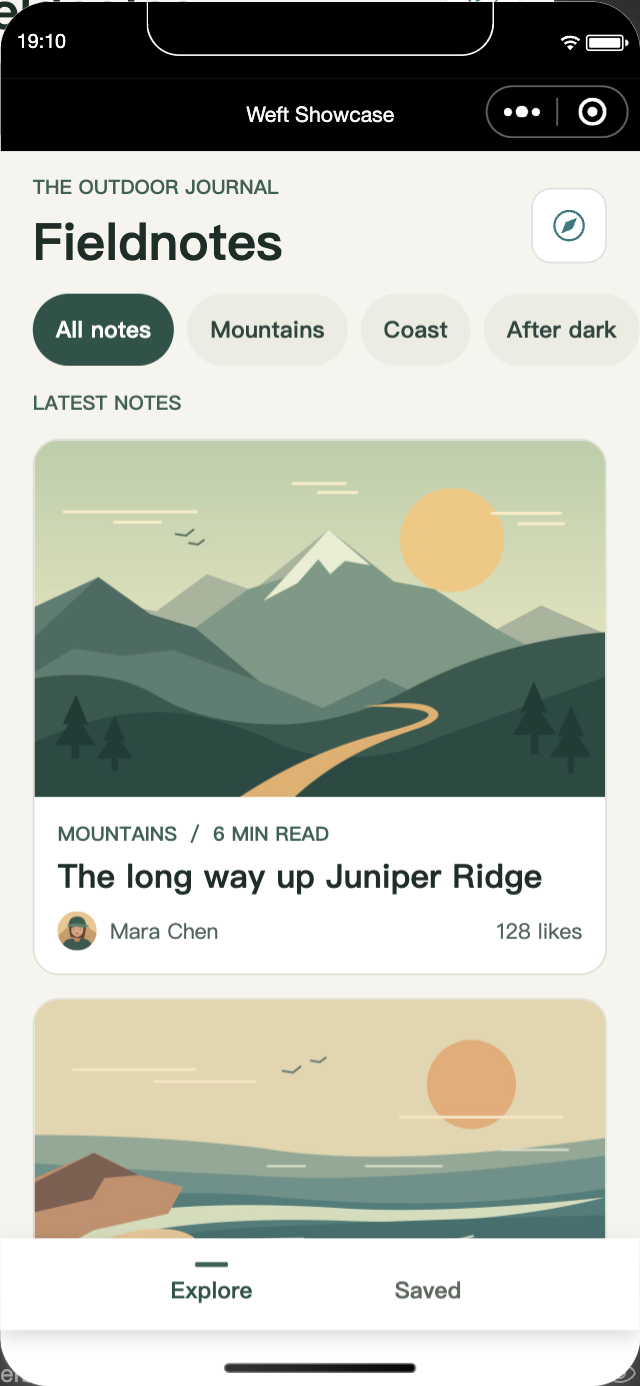 19:10
Weft Showcase
THE OUTDOOR JOURNAL
Fieldnotes
All notes
Mountains
Coast
After dark
LATEST NOTES
MOUNTAINS / 6 MIN READ
The long way up Juniper Ridge
Mara Chen
128 likes
Explore
Saved